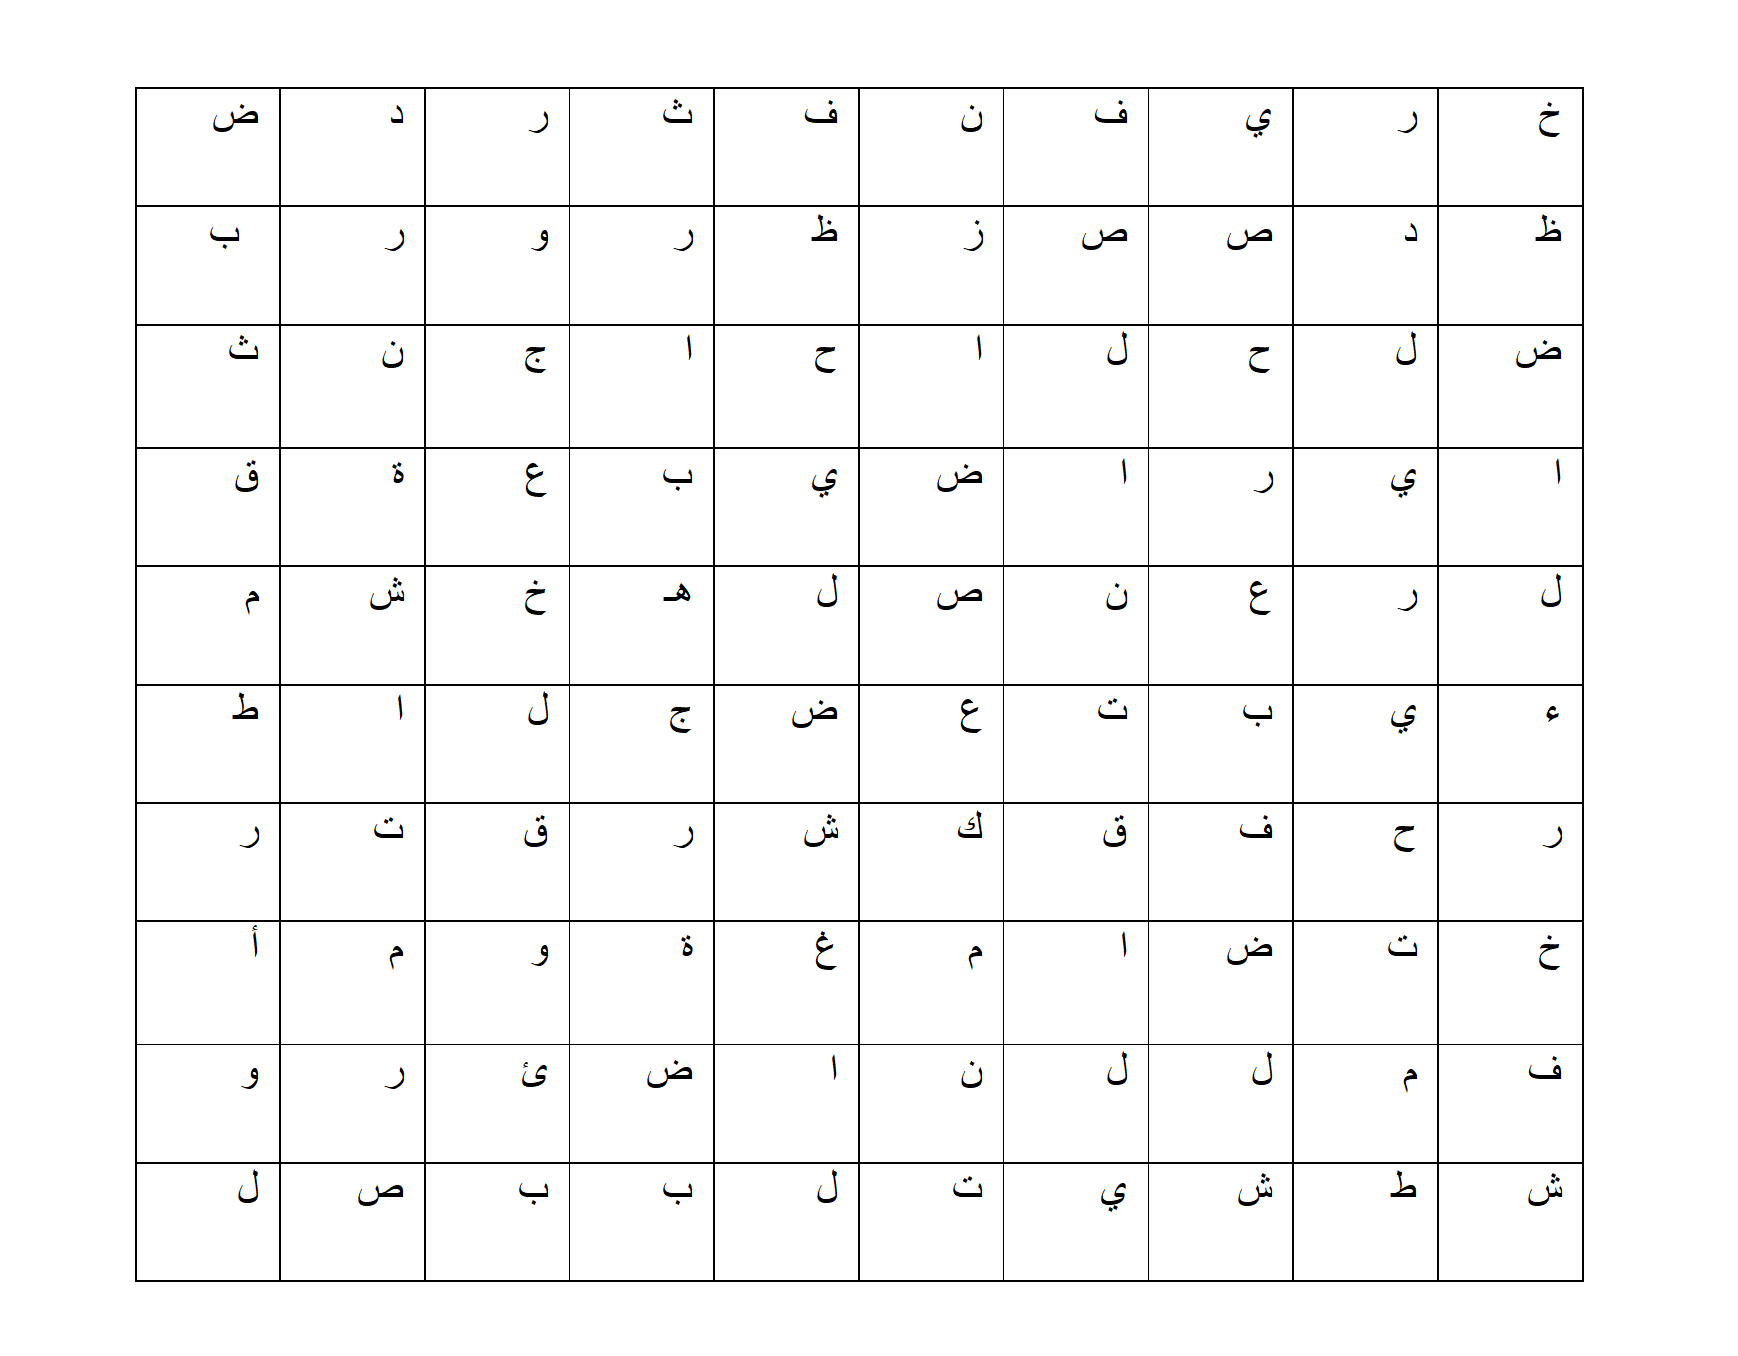 خ ر ي ف ن ف ث ر د ض
ظ د ص ص ز ظ ر و ر ب
ض ل ح ل ا ح ا ج ن ث
ا ي ر ا ض ي ب ع ة ق
ل ر ع ن ص ل هـ خ ش م
ء ي ب ت ع ض ج ل ا ط
ر ح ف ق ك ش ر ق ت ر
خ ت ض ا م غ ة و م أ
ف م ل ل ن ا ض ئ ر و
ش ط ش ي ت ل ب ب ص ل